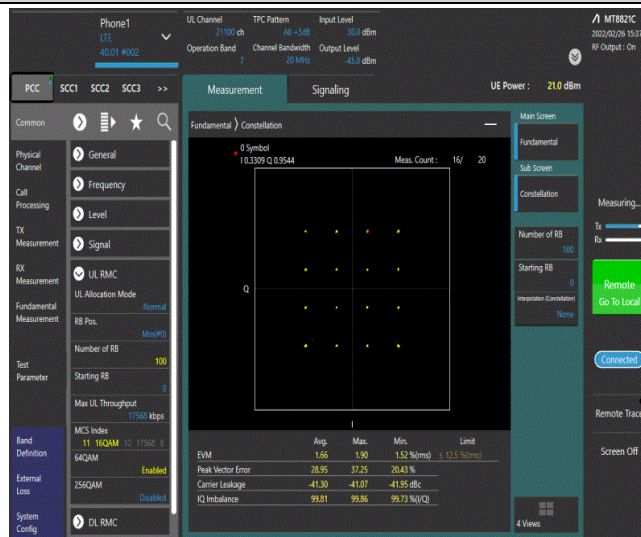 Phone1
LTE
40.01 #002
UL Channel
21100 ch
TPC Pattern
All +3dB
Input Level
30.0 dBm
Operation Band
7
Channel Bandwidth
20 MHz
Output Level
-45.0 dBm
MT8821C
2022/02/26 15:37
RF Output : On
PCC SCC1 SCC2 SCC3 >>
Measurement Signaling
UE Power : 21.0 dBm
Common
Physical Channel
Call Processing
TX Measurement
RX Measurement
Fundamental Measurement
Test Parameter
Band Definition
External Loss
System Config
General
Frequency
Level
Signal
UL RMC
UL Allocation Mode
Normal
RB Pos.
Min(#0)
Number of RB
100
Starting RB
0
Max UL Throughput
17568 kbps
MCS Index
11 16QAM 10 17568 8
64QAM
Enabled
256QAM
Disabled
DL RMC
Fundamental Constellation
0 Symbol
I 0.3309 Q 0.9544
Meas. Count : 16/ 20
Q
I
Avg. Max. Min. Limit
EVM 1.66 1.90 1.52 %(rms) ≤ 12.5 %(rms)
Peak Vector Error 28.95 37.25 20.43 %
Carrier Leakage -41.30 -41.07 -41.95 dBc
IQ Imbalance 99.81 99.86 99.73 %(I/Q)
Main Screen
Fundamental
Sub Screen
Constellation
Number of RB
100
Starting RB
0
Interpolation (Constellation)
None
4 Views
Measuring...
Tx
Rx
Remote
Go To Local
Connected
Remote Trace
Screen Off